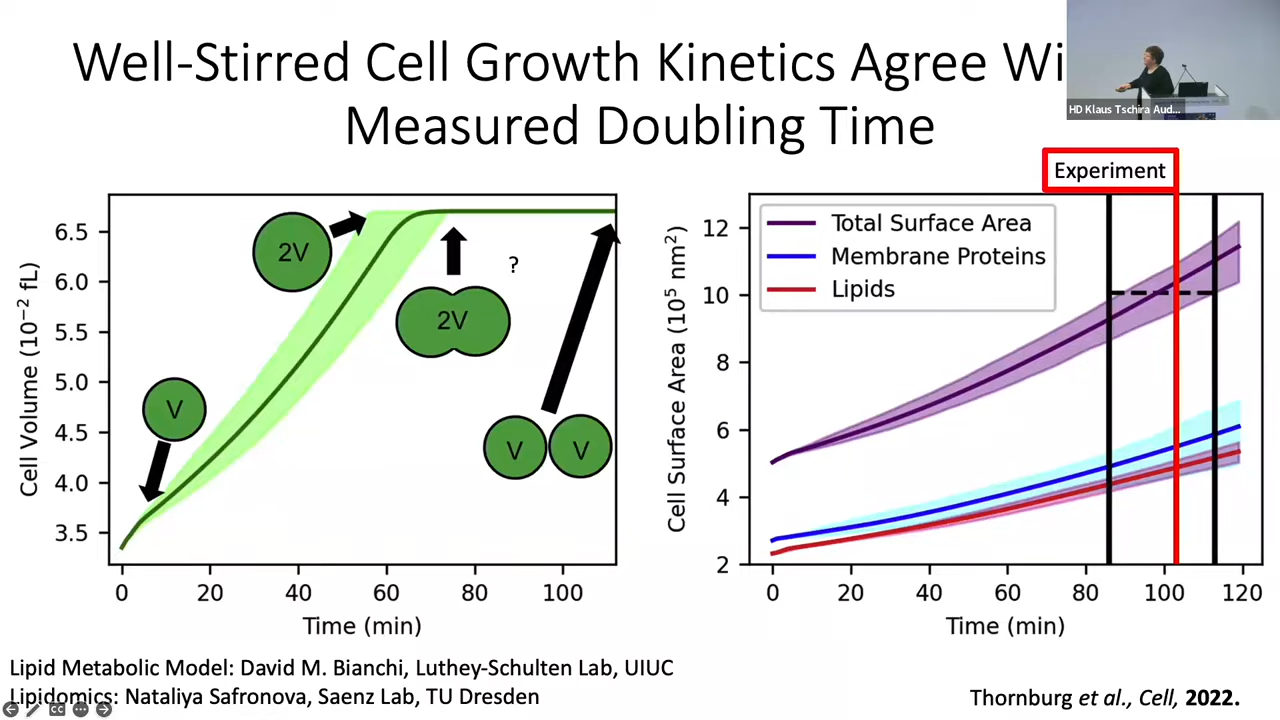 Well-Stirred Cell Growth Kinetics Agree Wi
Measured Doubling Time
HD Klaus Tschira Aud...
Experiment
6.5
6.0
5.5
5.0
4.5
4.0
3.5
Cell Volume (10⁻² fL)
2V
2V
?
V
V
V
0 20 40 60 80 100
Time (min)
12
10
8
6
4
2
Cell Surface Area (10⁵ nm²)
Total Surface Area
Membrane Proteins
Lipids
0 20 40 60 80 100 120
Time (min)
Lipid Metabolic Model: David M. Bianchi, Luthey-Schulten Lab, UIUC
Lipidomics: Nataliya Safronova, Saenz Lab, TU Dresden
Thornburg et al., Cell, 2022.